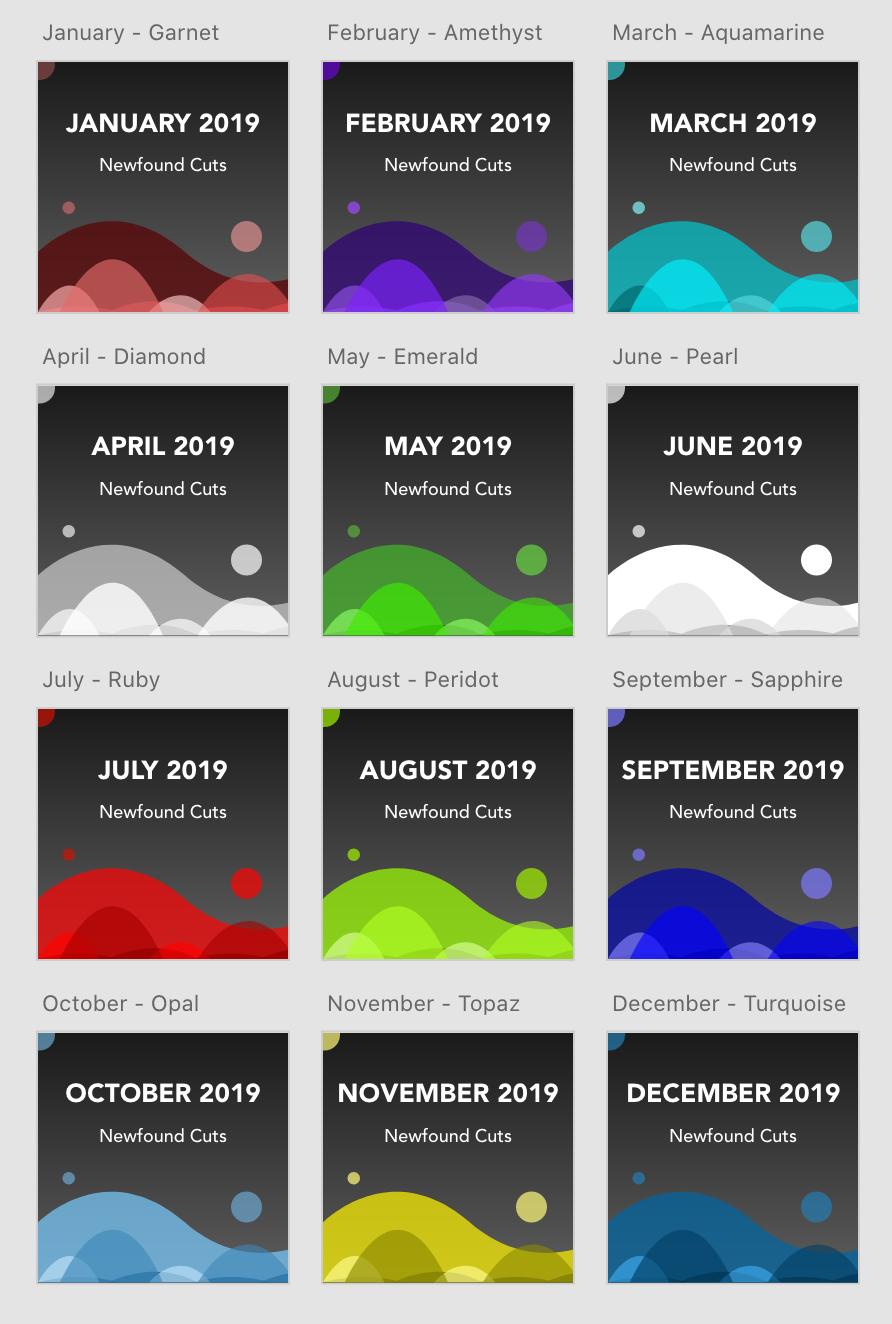 January - Garnet
February - Amethyst
March - Aquamarine
JANUARY 2019
Newfound Cuts
FEBRUARY 2019
Newfound Cuts
MARCH 2019
Newfound Cuts
April - Diamond
May - Emerald
June - Pearl
APRIL 2019
Newfound Cuts
MAY 2019
Newfound Cuts
JUNE 2019
Newfound Cuts
July - Ruby
August - Peridot
September - Sapphire
JULY 2019
Newfound Cuts
AUGUST 2019
Newfound Cuts
SEPTEMBER 2019
Newfound Cuts
October - Opal
November - Topaz
December - Turquoise
OCTOBER 2019
Newfound Cuts
NOVEMBER 2019
Newfound Cuts
DECEMBER 2019
Newfound Cuts